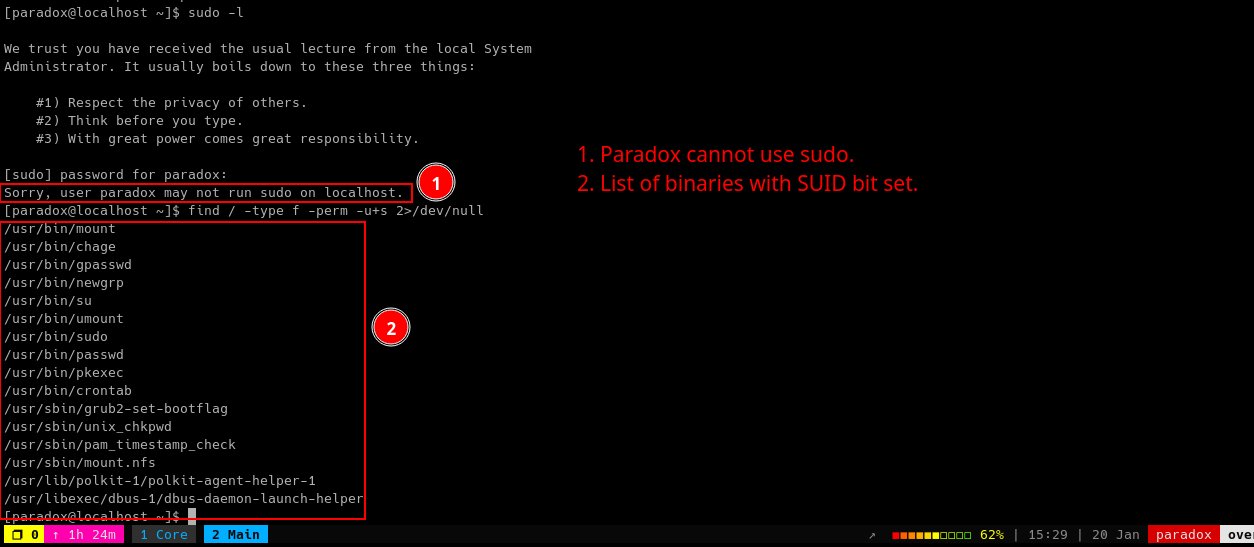 [paradox@localhost ~]$ sudo -l
We trust you have received the usual lecture from the local System
Administrator. It usually boils down to these three things:
#1) Respect the privacy of others.
#2) Think before you type.
#3) With great power comes great responsibility.
[sudo] password for paradox:
Sorry, user paradox may not run sudo on localhost.
1
1. Paradox cannot use sudo.
2. List of binaries with SUID bit set.
[paradox@localhost ~]$ find / -type f -perm -u+s 2>/dev/null
/usr/bin/mount
/usr/bin/chage
/usr/bin/gpasswd
/usr/bin/newgrp
/usr/bin/su
/usr/bin/umount
2
/usr/bin/sudo
/usr/bin/passwd
/usr/bin/pkexec
/usr/bin/crontab
/usr/sbin/grub2-set-bootflag
/usr/sbin/unix_chkpwd
/usr/sbin/pam_timestamp_check
/usr/sbin/mount.nfs
/usr/lib/polkit-1/polkit-agent-helper-1
/usr/libexec/dbus-1/dbus-daemon-launch-helper
[paradox@localhost ~]$
❐ 0 ↑ 1h 24m 1 Core 2 Main ↗ 62% | 15:29 | 20 Jan paradox ove